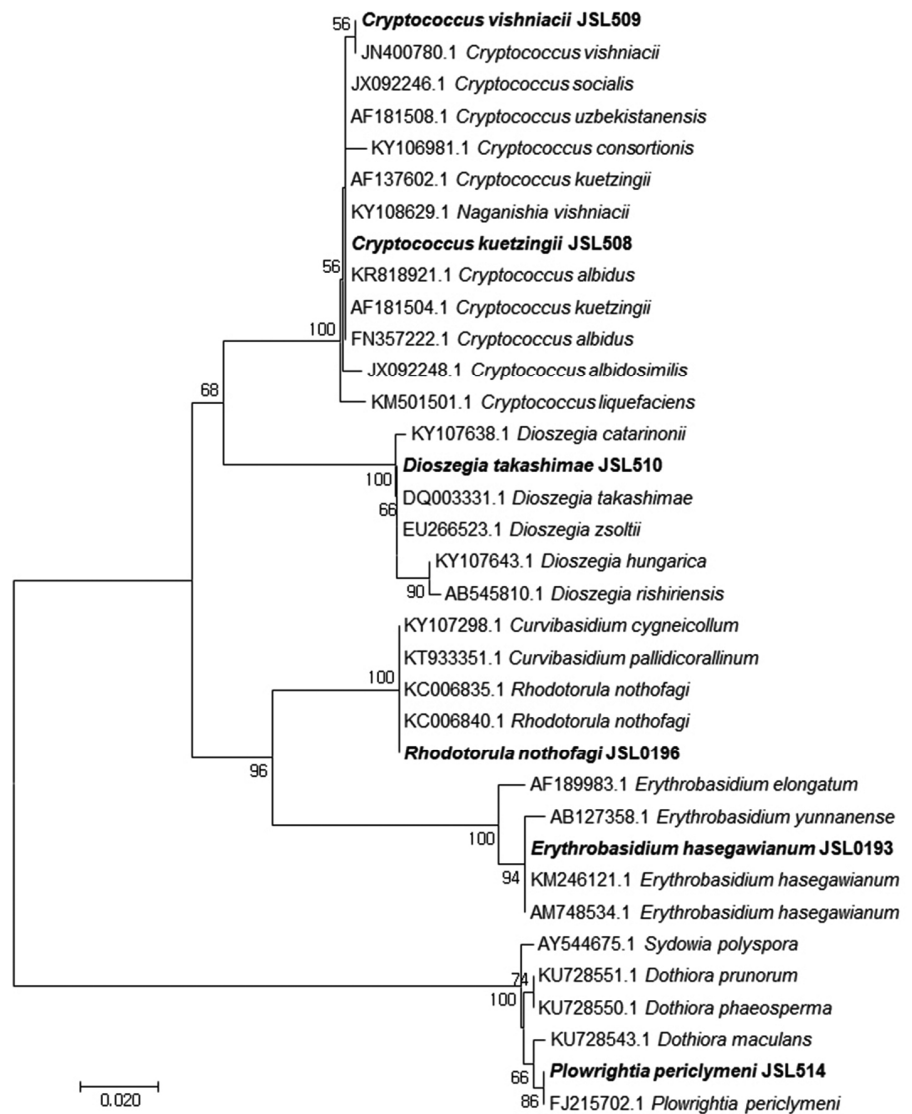 56
Cryptococcus vishniacii JSL509
JN400780.1 Cryptococcus vishniacii
JX092246.1 Cryptococcus socialis
AF181508.1 Cryptococcus uzbekistanensis
KY106981.1 Cryptococcus consortionis
AF137602.1 Cryptococcus kuetzingii
KY108629.1 Naganishia vishniacii
Cryptococcus kuetzingii JSL508
56
KR818921.1 Cryptococcus albidus
AF181504.1 Cryptococcus kuetzingii
100
FN357222.1 Cryptococcus albidus
JX092248.1 Cryptococcus albidosimilis
68
KM501501.1 Cryptococcus liquefaciens
KY107638.1 Dioszegia catarinonii
Dioszegia takashimae JSL510
100
DQ003331.1 Dioszegia takashimae
66
EU266523.1 Dioszegia zsoltii
KY107643.1 Dioszegia hungarica
90
AB545810.1 Dioszegia rishiriensis
KY107298.1 Curvibasidium cygneicollum
KT933351.1 Curvibasidium pallidicorallinum
100
KC006835.1 Rhodotorula nothofagi
KC006840.1 Rhodotorula nothofagi
Rhodotorula nothofagi JSL0196
96
AF189983.1 Erythrobasidium elongatum
AB127358.1 Erythrobasidium yunnanense
100
Erythrobasidium hasegawianum JSL0193
94
KM246121.1 Erythrobasidium hasegawianum
AM748534.1 Erythrobasidium hasegawianum
AY544675.1 Sydowia polyspora
74
KU728551.1 Dothiora prunorum
100
KU728550.1 Dothiora phaeosperma
KU728543.1 Dothiora maculans
Plowrightia periclymeni JSL514
66
86
FJ215702.1 Plowrightia periclymeni
0.020